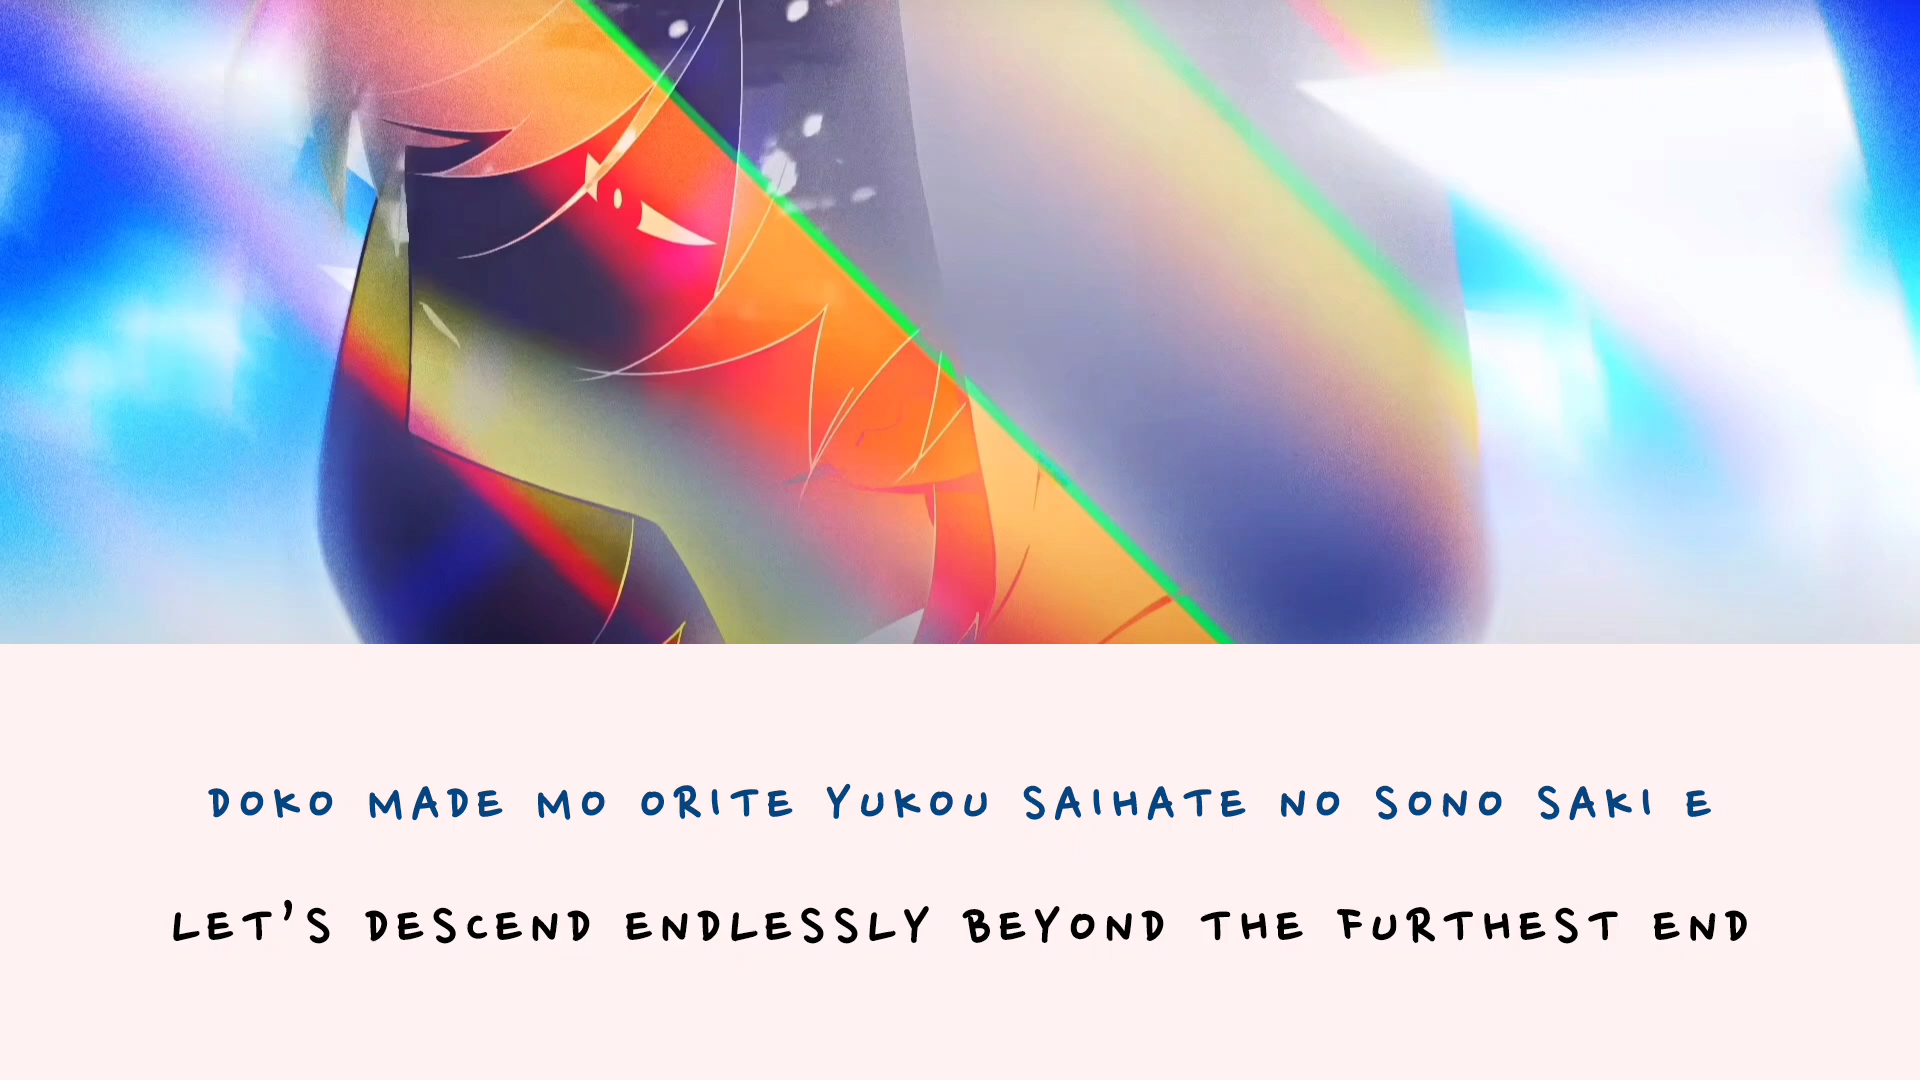 DOKO MADE MO ORITE YUKOU SAIHATE NO SONO SAKI E
LET'S DESCEND ENDLESSLY BEYOND THE FURTHEST END